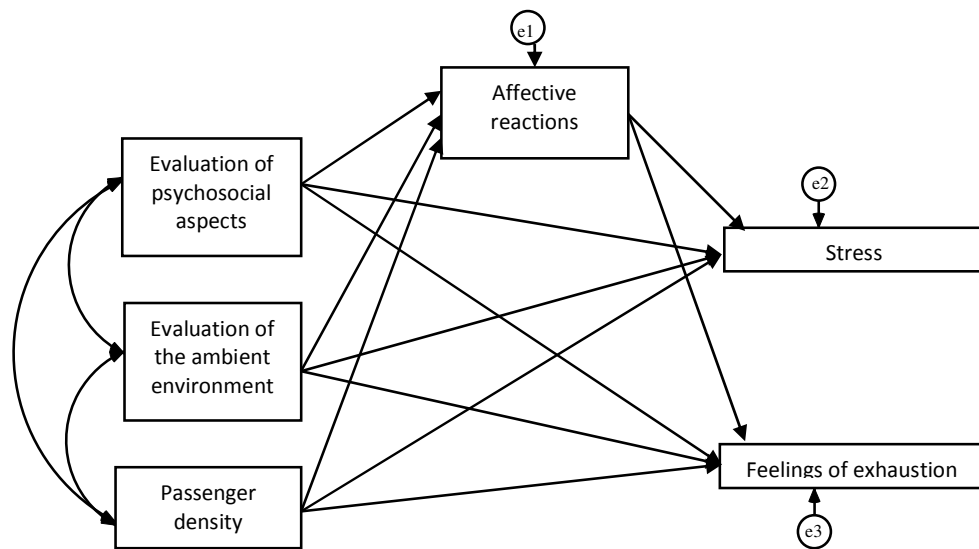 e1
Affective
reactions
Evaluation of
psychosocial
aspects
e2
Stress
Evaluation of
the ambient
environment
Passenger
density
Feelings of exhaustion
e3